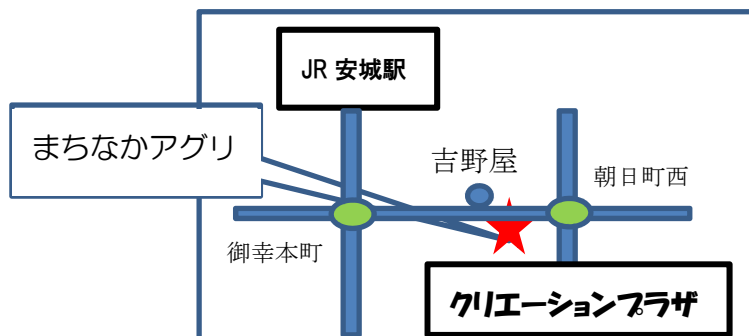 JR 安城駅
まちなかアグリ
吉野屋
朝日町西
御幸本町
クリエーションプラザ